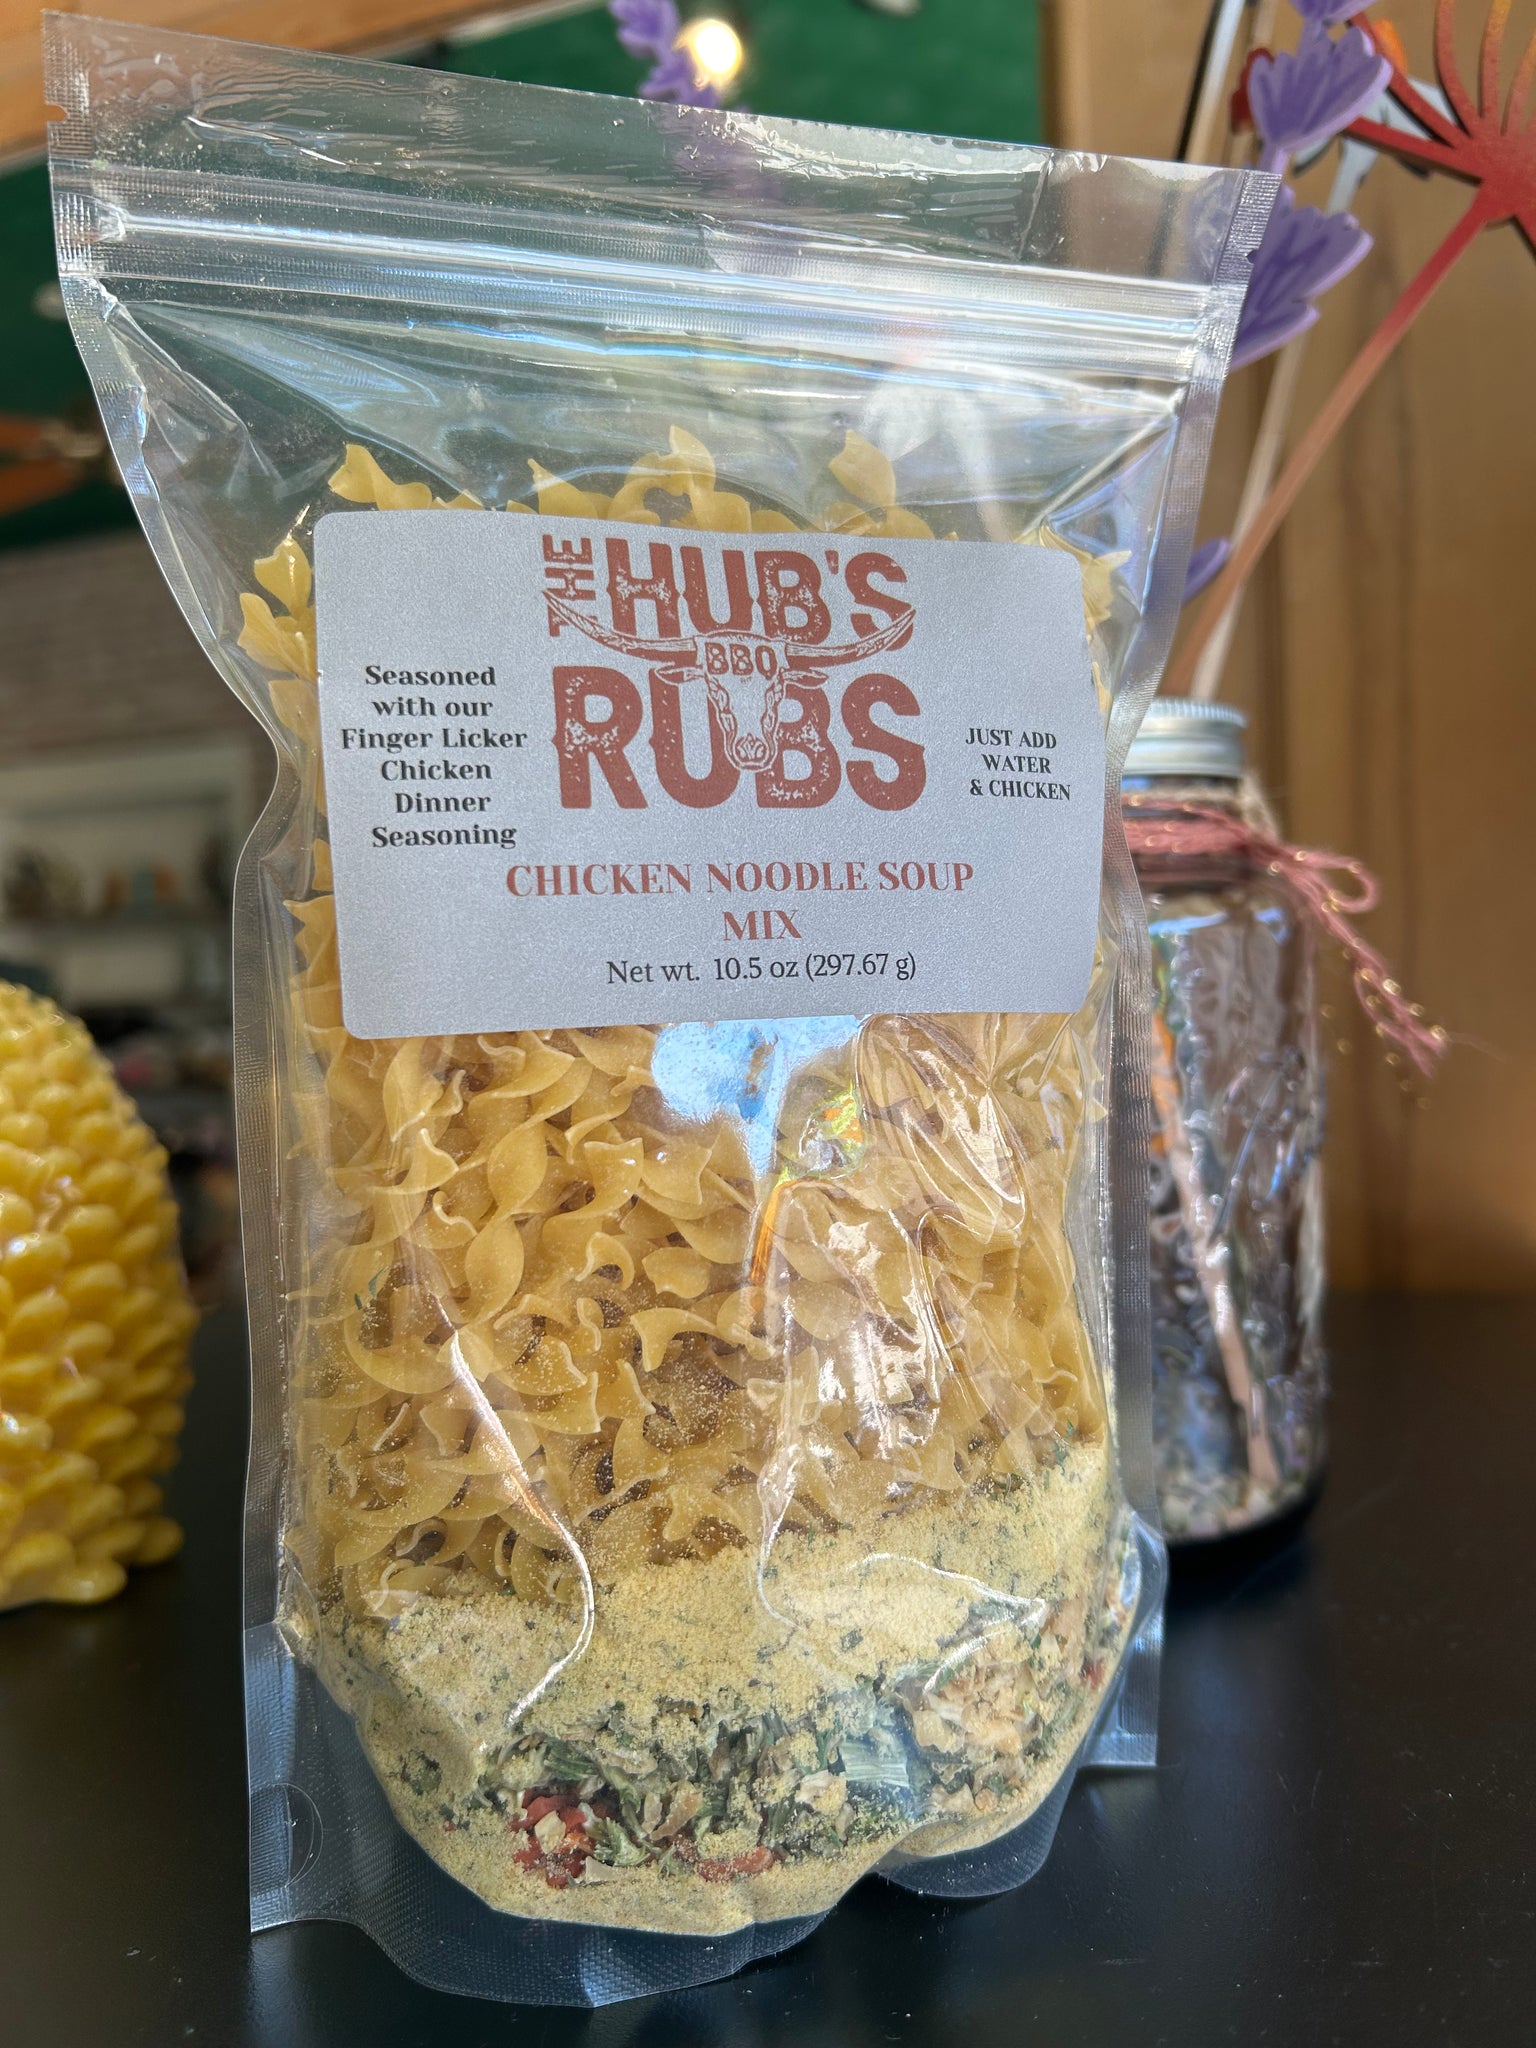 THE HUB'S
BBQ
RUBS
Seasoned
with our
Finger Licker
Chicken
Dinner
Seasoning
JUST ADD
WATER
& CHICKEN
CHICKEN NOODLE SOUP
MIX
Net wt. 10.5 oz (297.67 g)